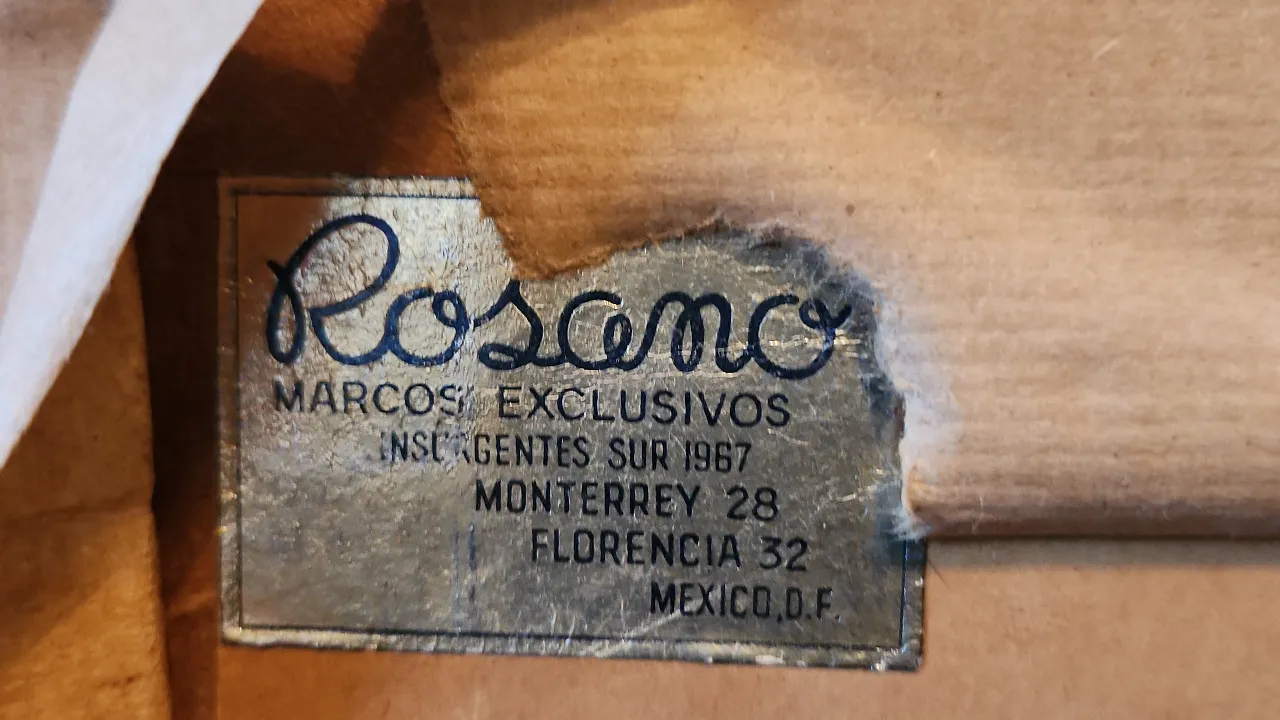 Rosano
MARCOS EXCLUSIVOS
INSURGENTES SUR 1967
MONTERREY 28
FLORENCIA 32
MEXICO, D.F.